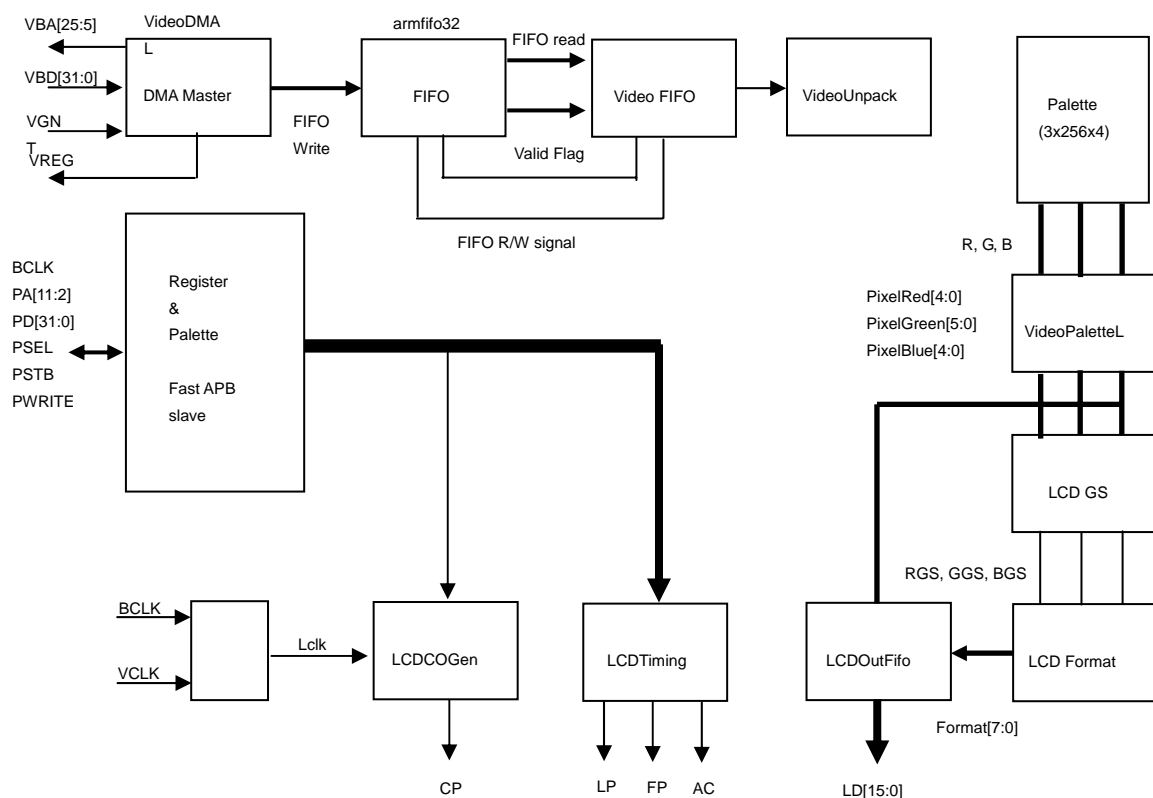 VBA[25:5]
VBD[31:0]
VGN
T
VREG
VideoDMA
L
DMA Master
FIFO
Write
armfifo32
FIFO
FIFO read
Valid Flag
FIFO R/W signal
Video FIFO
VideoUnpack
Palette
(3x256x4)
R, G, B
PixelRed[4:0]
PixelGreen[5:0]
PixelBlue[4:0]
VideoPaletteL
LCD GS
RGS, GGS, BGS
LCD Format
Format[7:0]
LCDOutFifo
LD[15:0]
BCLK
PA[11:2]
PD[31:0]
PSEL
PSTB
PWRITE
Register
&
Palette
Fast APB
slave
BCLK
VCLK
Lclk
LCDCOGen
CP
LCDTiming
LP
FP
AC